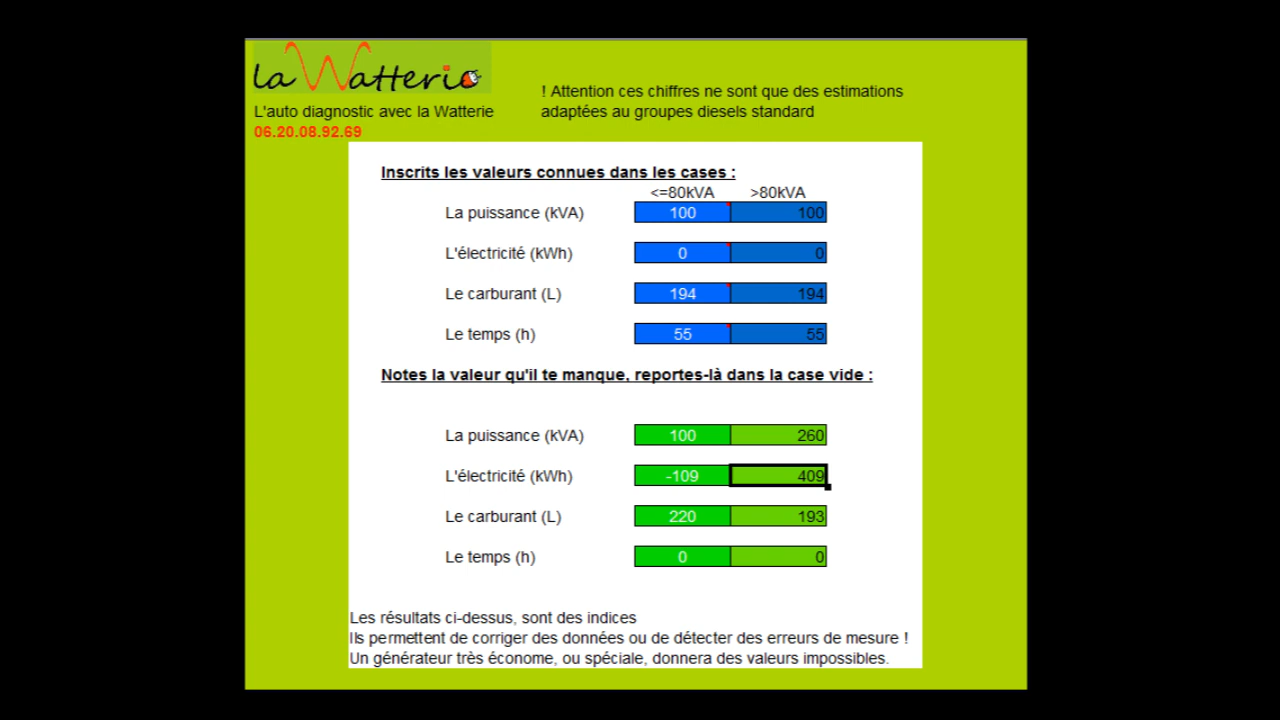 la Watterie
! Attention ces chiffres ne sont que des estimations
L'auto diagnostic avec la Watterie
adaptées au groupes diesels standard
06.20.08.92.69
Inscrits les valeurs connues dans les cases :
<=80kVA >80kVA
La puissance (kVA) 100 100
L'électricité (kWh) 0 0
Le carburant (L) 194 194
Le temps (h) 55 55
Notes la valeur qu'il te manque, reportes-là dans la case vide :
La puissance (kVA) 100 260
L'électricité (kWh) -109 409
Le carburant (L) 220 193
Le temps (h) 0 0
Les résultats ci-dessus, sont des indices
Ils permettent de corriger des données ou de détecter des erreurs de mesure !
Un générateur très économe, ou spéciale, donnera des valeurs impossibles.